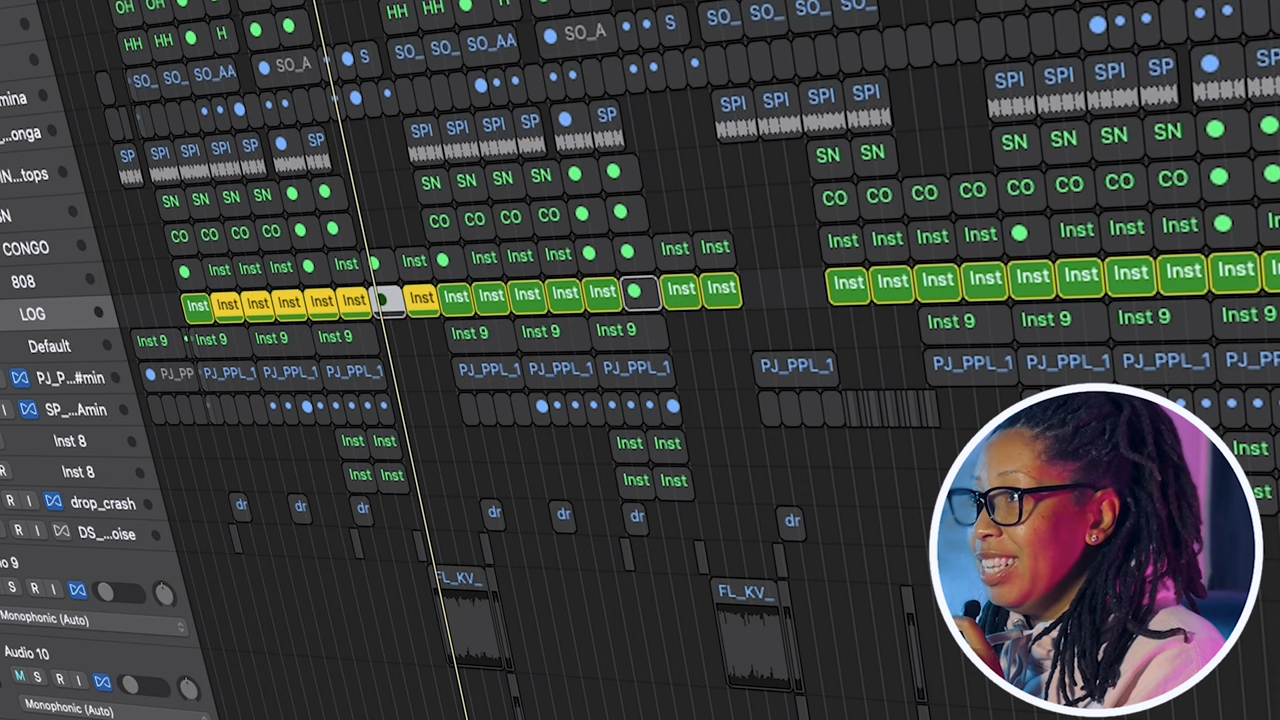 OH OH
HH HH H
HH HH
SO_ SO_ SO_AA SO_A S
SO_ SO_ SO_AA SO_A S
SO_ SO_ SO_ SO_
mina
...onga
SP SPI SPI SPI SPI SP SP
SPI SPI SPI SP SP
SPI SPI SPI SPI
SPI SPI SPI SP SP
IN...tops
SN SN SN SN
SN SN SN SN
SN SN
SN SN SN SN
CONGO
CO CO CO CO
CO CO CO CO
CO CO CO CO CO CO CO CO
808
Inst Inst Inst Inst Inst Inst Inst Inst Inst Inst Inst
Inst Inst Inst Inst Inst Inst Inst
LOG
Inst Inst Inst Inst Inst Inst Inst Inst Inst Inst Inst Inst Inst Inst
Inst Inst Inst Inst Inst Inst Inst Inst
Default
Inst 9 Inst 9 Inst 9 Inst 9
Inst 9 Inst 9 Inst 9
Inst 9 Inst 9 Inst 9 Inst 9
PJ_P...#min
PJ_PP PJ_PPL_1 PJ_PPL_1 PJ_PPL_1
PJ_PPL_1 PJ_PPL_1 PJ_PPL_1
PJ_PPL_1
PJ_PPL_1 PJ_PPL_1 PJ_PPL_1
SP_...Amin
Inst 8
Inst Inst
Inst Inst
Inst
Inst 8
Inst Inst
Inst Inst
R I drop_crash
dr dr dr dr dr dr dr
R I DS_...oise
o 9
S R I
Monophonic (Auto)
FL_KV_ FL_KV_
Audio 10
M S R I
Monophonic (Auto)